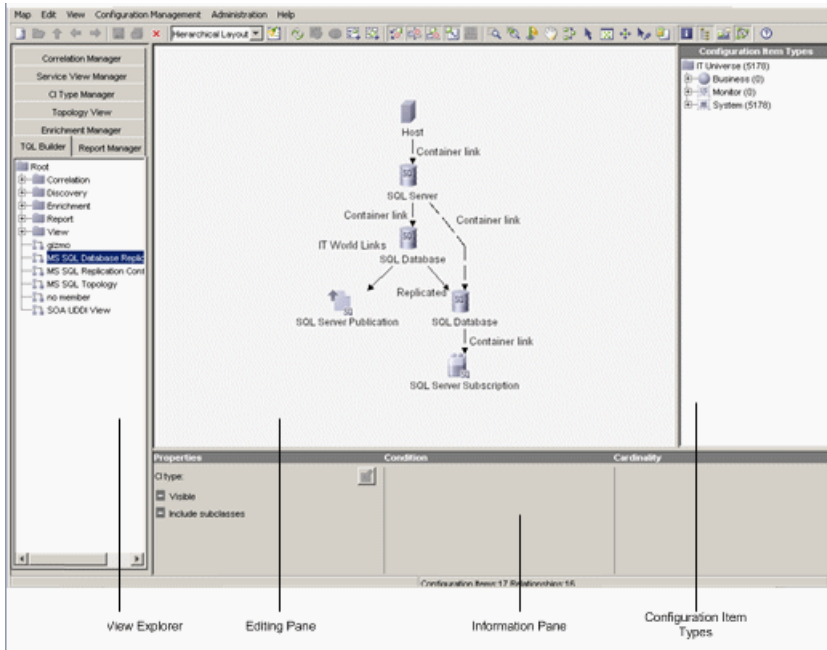 Map Edit View Configuration Management Administration Help
Hierarchical Layout
Correlation Manager
Service View Manager
CI Type Manager
Topology View
Enrichment Manager
TQL Builder Report Manager
Root
Correlation
Discovery
Enrichment
Report
View
gizmo
MS SQL Database Replic
MS SQL Replication Cont
MS SQL Topology
no member
SOA UDDI View
Host
Container link
SQL Server
Container link
Container link
IT World Links
SQL Database
Replicated
SQL Server Publication
SQL Database
Container link
SQL Server Subscription
Configuration Item Types
IT Universe (5178)
Business (0)
Monitor (0)
System (5178)
Properties Condition Cardinality
CI type:
Visible
Include subclasses
Configuration Items:17 Relationships:16
View Explorer
Editing Pane
Information Pane
Configuration Item
Types